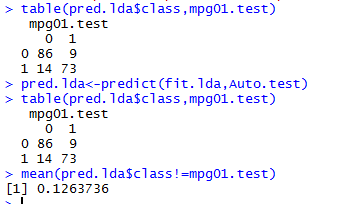 > table(pred.lda$class,mpg01.test)
mpg01.test
0 1
0 86 9
1 14 73
> pred.lda<-predict(fit.lda,Auto.test)
> table(pred.lda$class,mpg01.test)
mpg01.test
0 1
0 86 9
1 14 73
> mean(pred.lda$class!=mpg01.test)
[1] 0.1263736
>